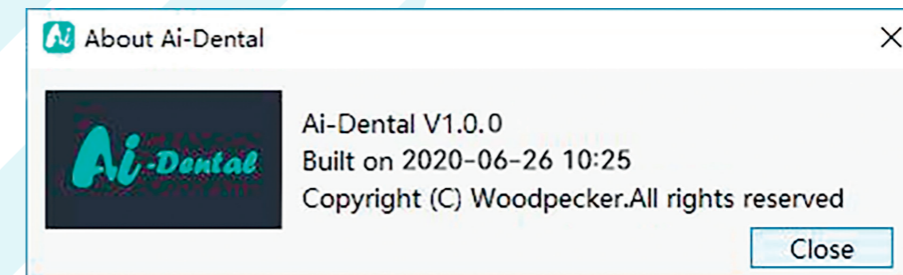 Ai About Ai-Dental
Ai-Dental
Ai-Dental V1.0.0
Built on 2020-06-26 10:25
Copyright (C) Woodpecker.All rights reserved
Close